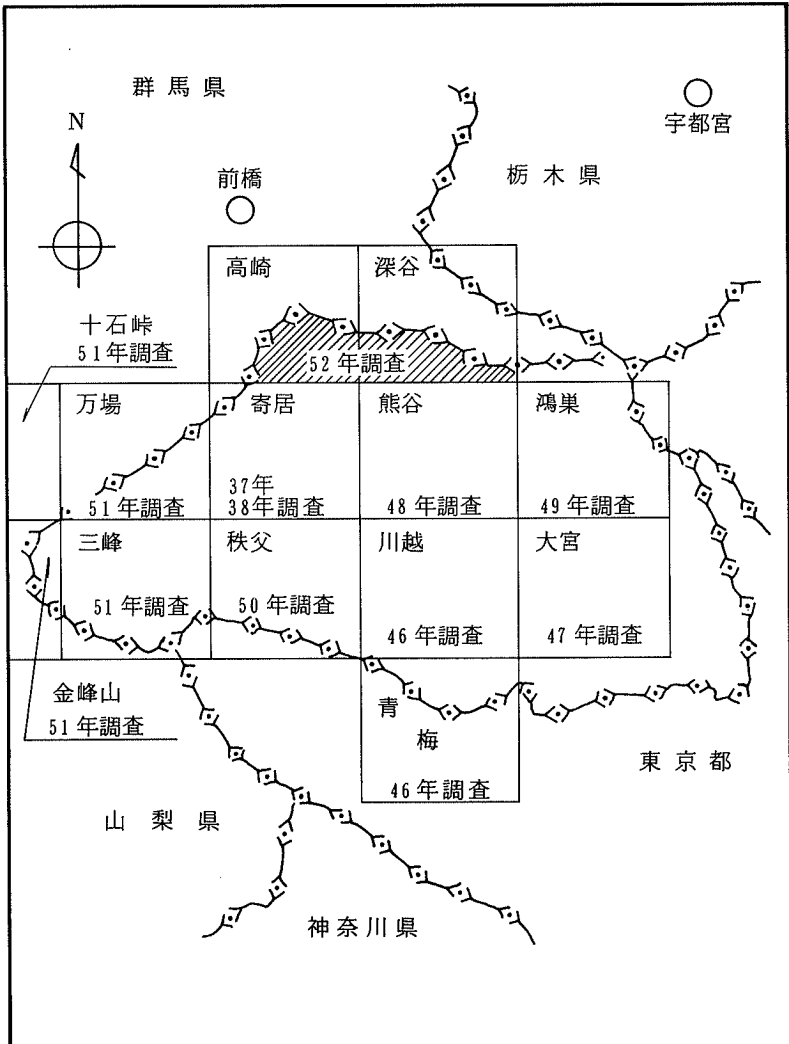 群馬県
宇都宮
N
栃木県
前橋
高崎
深谷
十石峠
51年調査
52年調査
万場
寄居
熊谷
鴻巣
37年
38年調査
51年調査
48年調査
49年調査
三峰
秩父
川越
大宮
51年調査
50年調査
46年調査
47年調査
金峰山
51年調査
青
梅
46年調査
東京都
山梨県
神奈川県